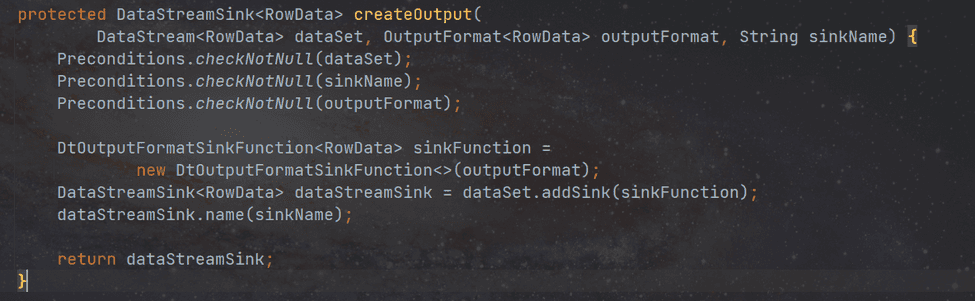 protected DataStreamSink<RowData> createOutput(
        DataStream<RowData> dataSet, OutputFormat<RowData> outputFormat, String sinkName) {
    Preconditions.checkNotNull(dataSet);
    Preconditions.checkNotNull(sinkName);
    Preconditions.checkNotNull(outputFormat);

    DtOutputFormatSinkFunction<RowData> sinkFunction =
            new DtOutputFormatSinkFunction<>(outputFormat);
    DataStreamSink<RowData> dataStreamSink = dataSet.addSink(sinkFunction);
    dataStreamSink.name(sinkName);

    return dataStreamSink;
}